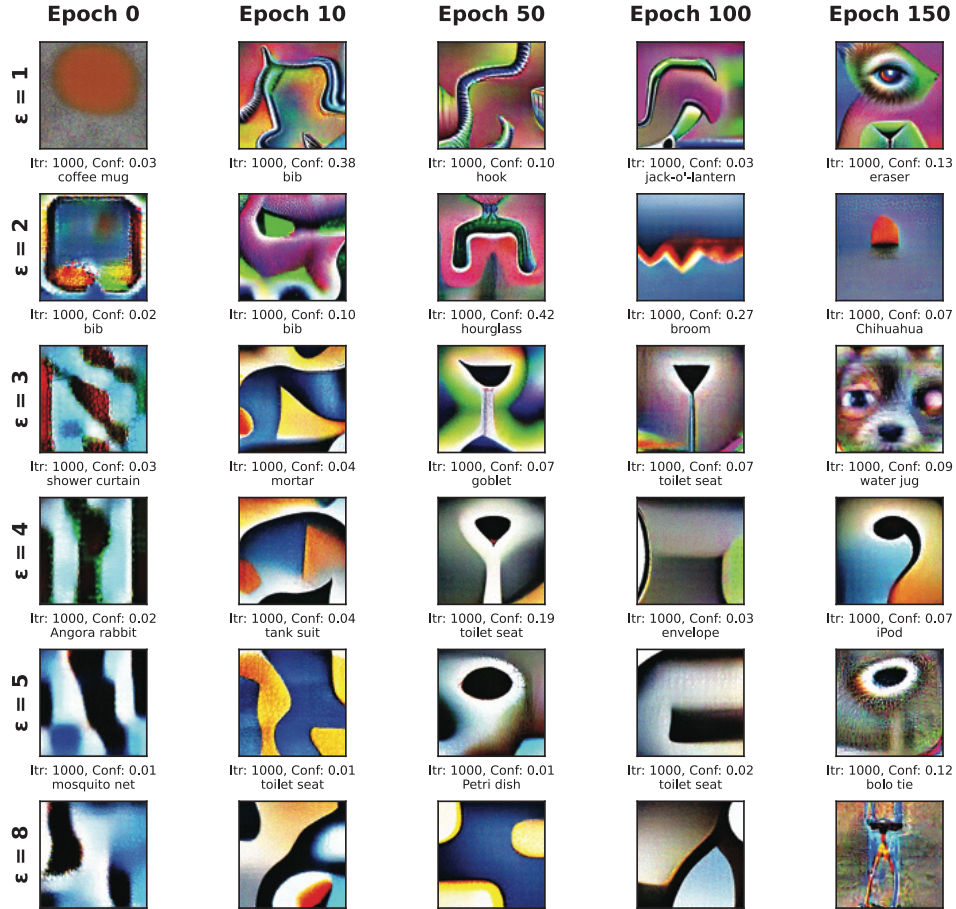 Epoch 0 Epoch 10 Epoch 50 Epoch 100 Epoch 150
ε = 1
Itr: 1000, Conf: 0.03 Itr: 1000, Conf: 0.38 Itr: 1000, Conf: 0.10 Itr: 1000, Conf: 0.03 Itr: 1000, Conf: 0.13
coffee mug bib hook jack-o'-lantern eraser
ε = 2
Itr: 1000, Conf: 0.02 Itr: 1000, Conf: 0.10 Itr: 1000, Conf: 0.42 Itr: 1000, Conf: 0.27 Itr: 1000, Conf: 0.07
bib bib hourglass broom Chihuahua
ε = 3
Itr: 1000, Conf: 0.03 Itr: 1000, Conf: 0.04 Itr: 1000, Conf: 0.07 Itr: 1000, Conf: 0.07 Itr: 1000, Conf: 0.09
shower curtain mortar goblet toilet seat water jug
ε = 4
Itr: 1000, Conf: 0.02 Itr: 1000, Conf: 0.04 Itr: 1000, Conf: 0.19 Itr: 1000, Conf: 0.03 Itr: 1000, Conf: 0.07
Angora rabbit tank suit toilet seat envelope iPod
ε = 5
Itr: 1000, Conf: 0.01 Itr: 1000, Conf: 0.01 Itr: 1000, Conf: 0.01 Itr: 1000, Conf: 0.02 Itr: 1000, Conf: 0.12
mosquito net toilet seat Petri dish toilet seat bolo tie
ε = 8